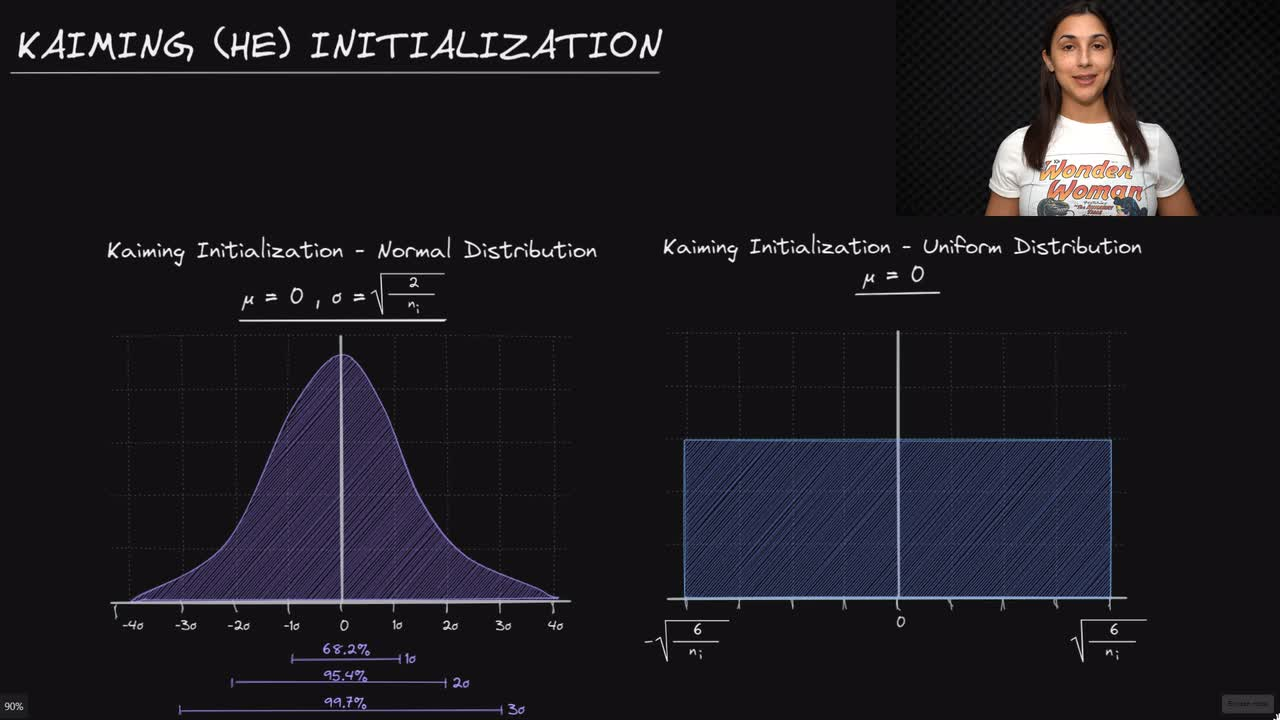 KAIMING (HE) INITIALIZATION
Wonder
Woman
Kaiming Initialization - Normal Distribution
μ = 0 , σ = √(2/nᵢ)
-4σ -3σ -2σ -1σ 0 1σ 2σ 3σ 4σ
68.2% 1σ
95.4% 2σ
99.7% 3σ
Kaiming Initialization - Uniform Distribution
μ = 0
-√(6/nᵢ) 0 √(6/nᵢ)
90%